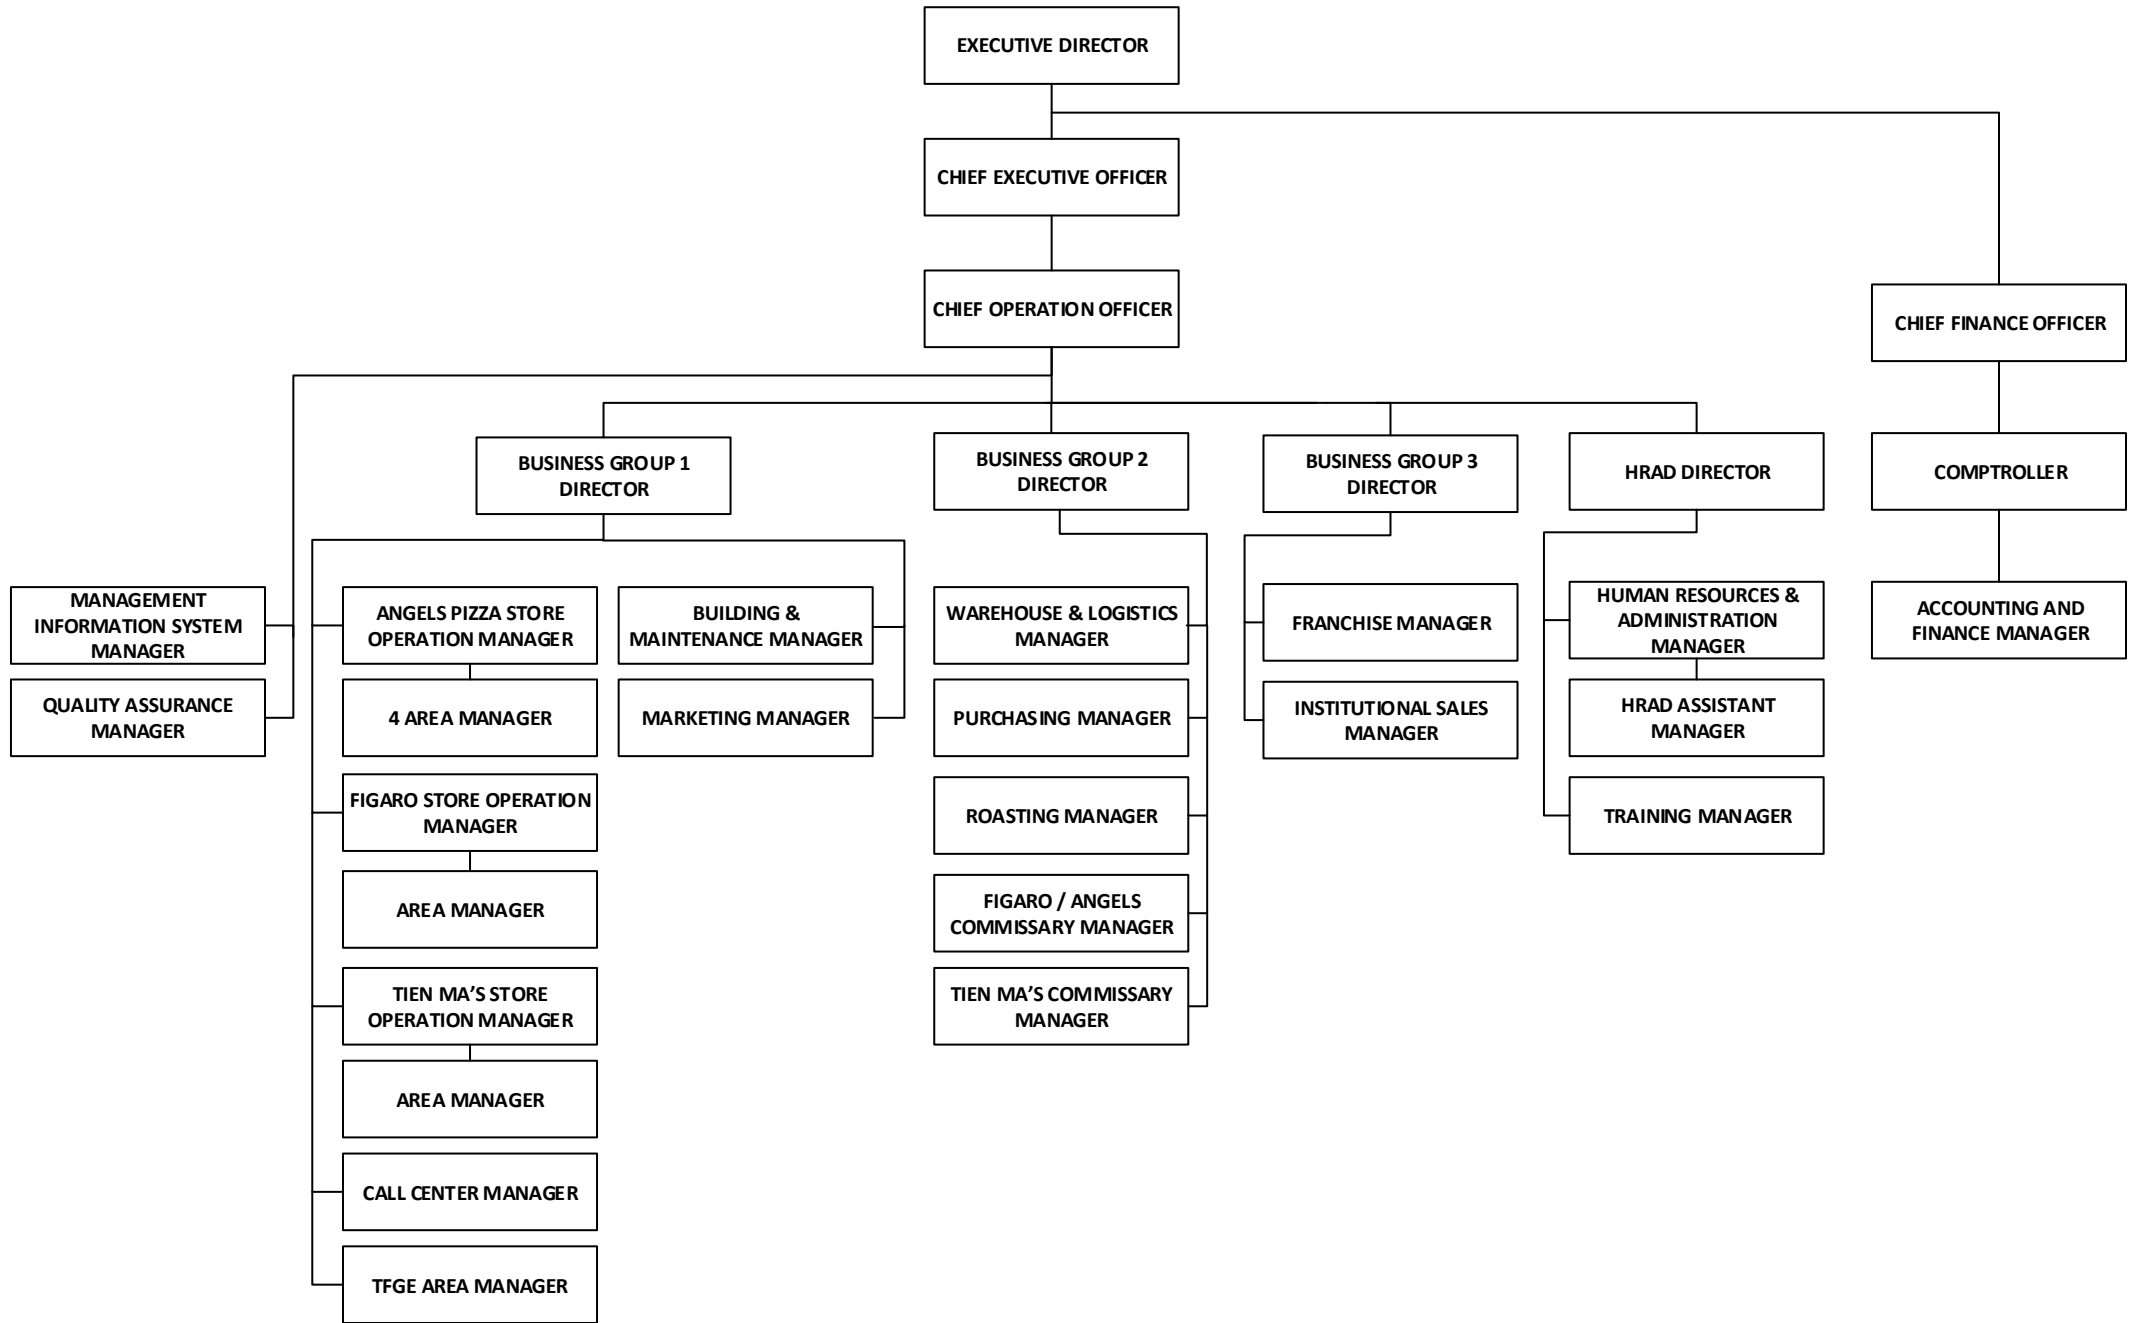 EXECUTIVE DIRECTOR
CHIEF EXECUTIVE OFFICER
CHIEF OPERATION OFFICER
CHIEF FINANCE OFFICER
BUSINESS GROUP 1
DIRECTOR
BUSINESS GROUP 2
DIRECTOR
BUSINESS GROUP 3
DIRECTOR
HRAD DIRECTOR
COMPTROLLER
MANAGEMENT
INFORMATION SYSTEM
MANAGER
ANGELS PIZZA STORE
OPERATION MANAGER
BUILDING &
MAINTENANCE MANAGER
WAREHOUSE & LOGISTICS
MANAGER
FRANCHISE MANAGER
HUMAN RESOURCES &
ADMINISTRATION
MANAGER
ACCOUNTING AND
FINANCE MANAGER
QUALITY ASSURANCE
MANAGER
4 AREA MANAGER
MARKETING MANAGER
PURCHASING MANAGER
INSTITUTIONAL SALES
MANAGER
HRAD ASSISTANT
MANAGER
FIGARO STORE OPERATION
MANAGER
ROASTING MANAGER
TRAINING MANAGER
AREA MANAGER
FIGARO / ANGELS
COMMISSARY MANAGER
TIEN MA’S STORE
OPERATION MANAGER
TIEN MA’S COMMISSARY
MANAGER
AREA MANAGER
CALL CENTER MANAGER
TFGE AREA MANAGER